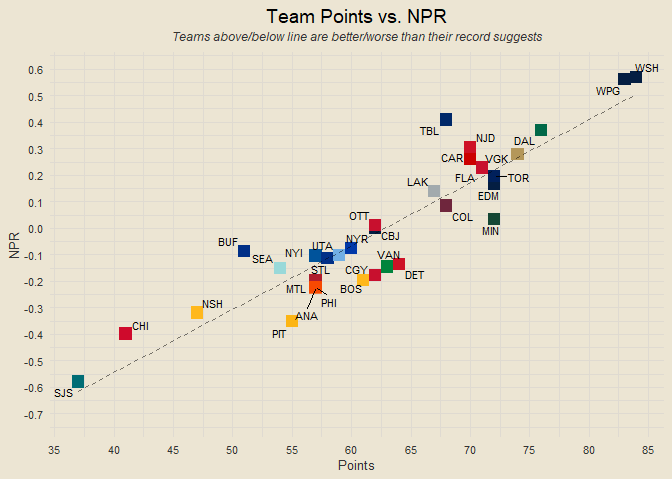 Team Points vs. NPR
Teams above/below line are better/worse than their record suggests
0.6
0.5
0.4
0.3
0.2
0.1
0.0
-0.1
-0.2
-0.3
-0.4
-0.5
-0.6
-0.7
NPR
WSH
WPG
TBL
NJD
DAL
CAR
VGK
FLA
TOR
LAK
EDM
OTT
COL
CBJ
MIN
BUF
UTA
NYR
NYI
SEA
VAN
STL
CGY
DET
MTL
BOS
PHI
NSH
ANA
CHI
PIT
SJS
35 40 45 50 55 60 65 70 75 80 85
Points